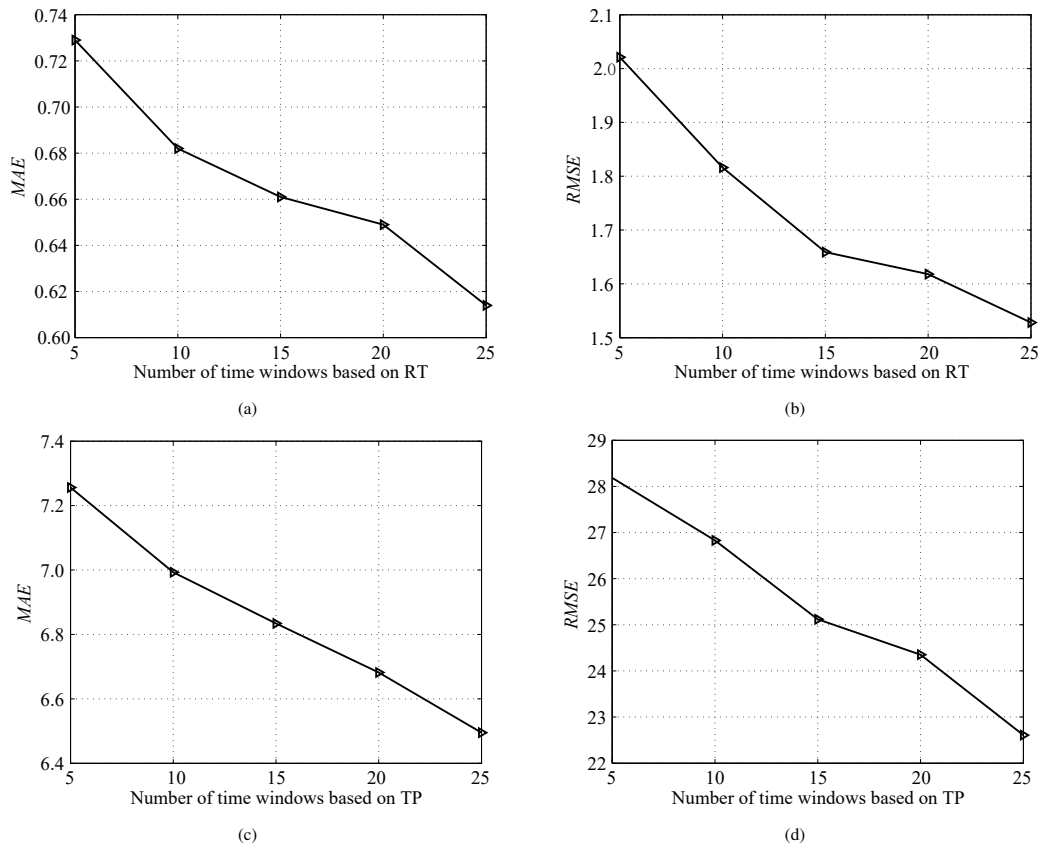 0.74
0.72
0.70
0.68
0.66
0.64
0.62
0.60
MAE
5 10 15 20 25
Number of time windows based on RT
(a)
2.1
2.0
1.9
1.8
1.7
1.6
1.5
RMSE
5 10 15 20 25
Number of time windows based on RT
(b)
7.4
7.2
7.0
6.8
6.6
6.4
MAE
5 10 15 20 25
Number of time windows based on TP
(c)
29
28
27
26
25
24
23
22
RMSE
5 10 15 20 25
Number of time windows based on TP
(d)